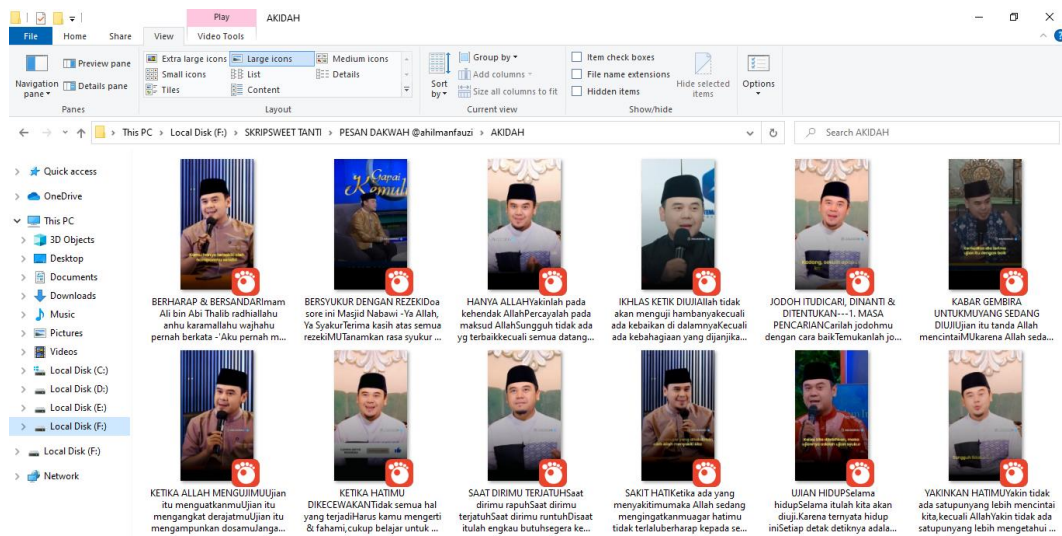 Play
AKIDAH
File
Home
Share
View
Video Tools
Navigation pane
Preview pane
Details pane
Panes
Extra large icons
Large icons
Medium icons
Small icons
List
Details
Tiles
Content
Layout
Sort by
Group by
Add columns
Size all columns to fit
Current view
Item check boxes
File name extensions
Hidden items
Hide selected items
Show/hide
Options
This PC > Local Disk (F:) > SKRIPSWEET TANTI > PESAN DAKWAH @ahilmanfauzi > AKIDAH
Search AKIDAH
Quick access
OneDrive
This PC
3D Objects
Desktop
Documents
Downloads
Music
Pictures
Videos
Local Disk (C:)
Local Disk (D:)
Local Disk (E:)
Local Disk (F:)
Local Disk (F:)
Network
Gapai
BERHARAP & BERSANDARImam
Ali bin Abi Thalib radhiallahu
anhu karamallahu wajhahu
pernah berkata -'Aku pernah m...
BERSYUKUR DENGAN REZEKIDoa
sore ini Masjid Nabawi -Ya Allah,
Ya SyakurTerima kasih atas semua
rezekiMUTanamkan rasa syukur ...
HANYA ALLAHYakinlah pada
kehendak AllahPercayalah pada
maksud AllahSungguh tidak ada
yg terbaikkecuali semua datang...
IKHLAS KETIK DIUJIAllah tidak
akan menguji hambanyakecuali
ada kebaikan di dalamnyaKecuali
ada kebahagiaan yang dijanjika...
JODOH ITUDICARI, DINANTI &
DITENTUKAN---1. MASA
PENCARIANCarilah jodohmu
dengan cara baikTemukanlah jo...
KABAR GEMBIRA
UNTUKMUYANG SEDANG
DIUJIUjian itu tanda Allah
mencintaiMUkarena Allah seda...
KETIKA ALLAH MENGUJIMUUjian
itu menguatkanmuUjian itu
mengangkat derajatmuUjian itu
mengampunkan dosamuJanga...
KETIKA HATIMU
DIKECEWAKANTidak semua hal
yang terjadiHarus kamu mengerti
& fahami,cukup belajar untuk ...
SAAT DIRIMU TERJATUHSaat
dirimu rapuhSaat dirimu
terjatuhSaat dirimu runtuhDisaat
itulah engkau butuhsegera ke...
SAKIT HATIKetika ada yang
menyakitimumaka Allah sedang
mengingatkanmuagar hatimu
tidak terlaluberharap kepada se...
UJIAN HIDUPSelama
hidupSelama itulah kita akan
diuji.Karena ternyata hidup
iniSetiap detak detiknya adala...
YAKINKAN HATIMUYakin tidak
ada satupunyang lebih mencintai
kita,kecuali AllahYakin tidak ada
satupunyang lebih mengetahui ...